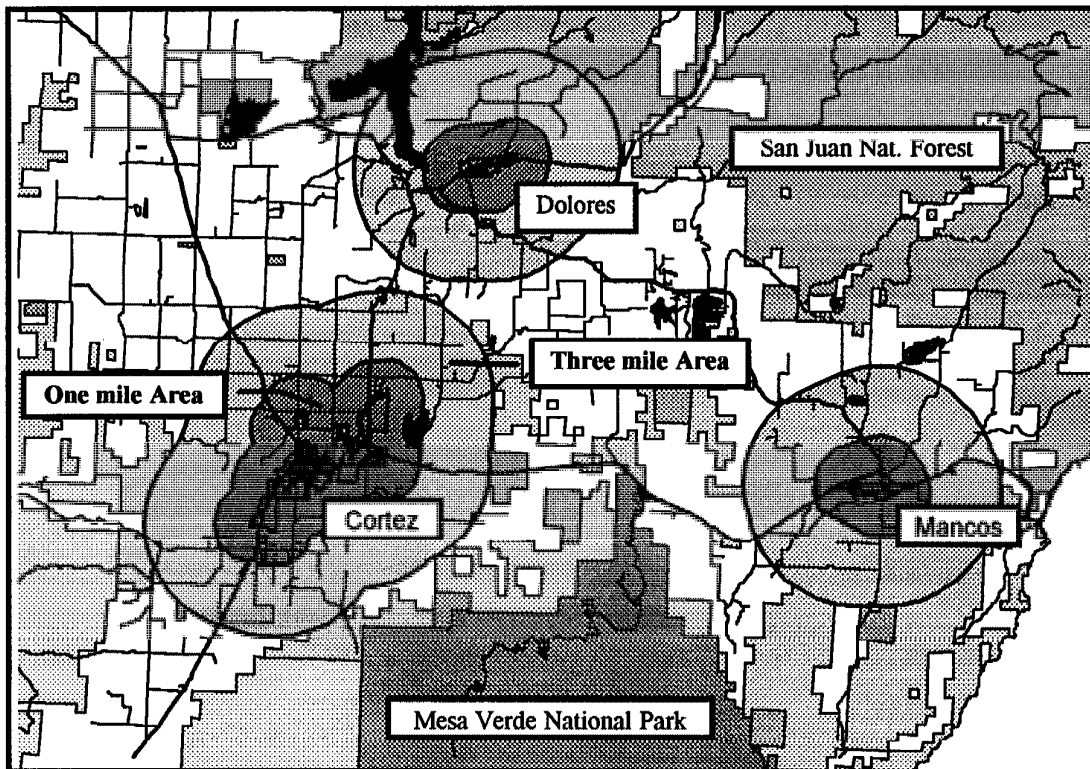 San Juan Nat. Forest
Dolores
Three mile Area
One mile Area
Cortez
Mancos
Mesa Verde National Park